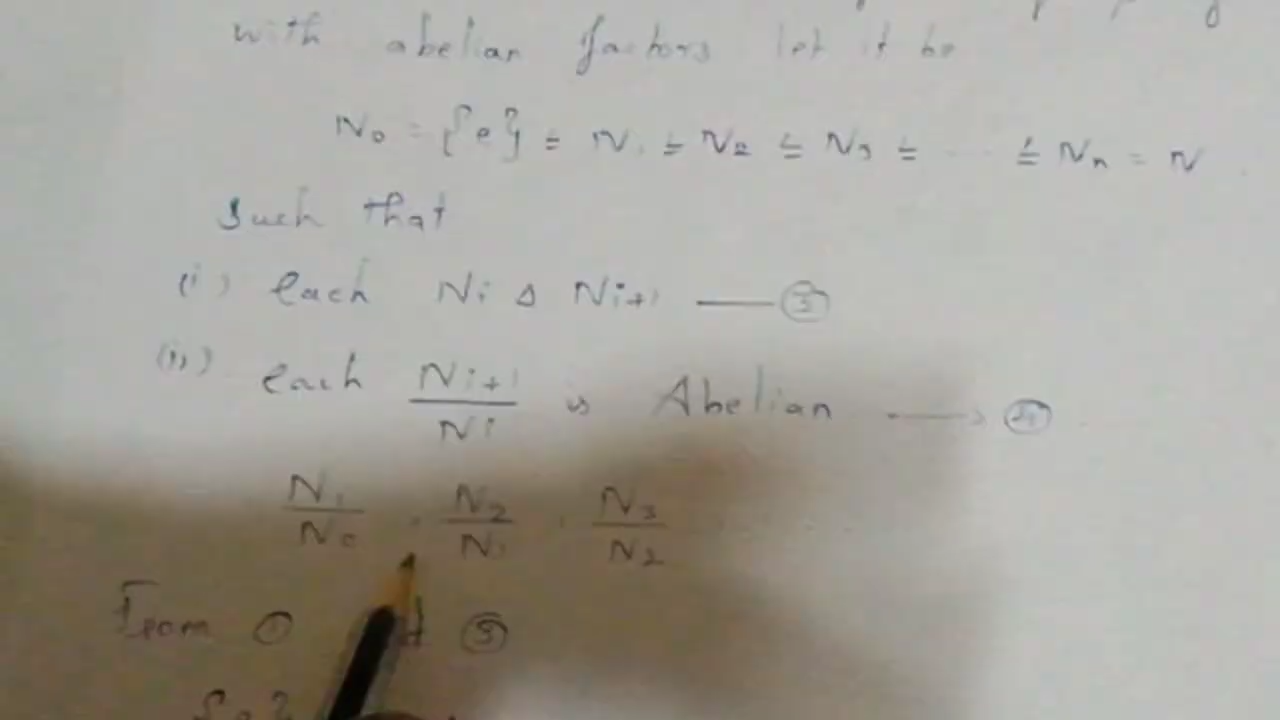 with abelian factors let it be
N₀ = {e} = N₁ ≤ N₂ ≤ N₃ ≤ ... ≤ Nₙ = N
Such that
(i) each Ni Δ Ni+1 —— ③
(ii) each Ni+1/Ni is Abelian —→ ④
N₁/N₀ , N₂/N₁ , N₃/N₂
From ① ③
{e}